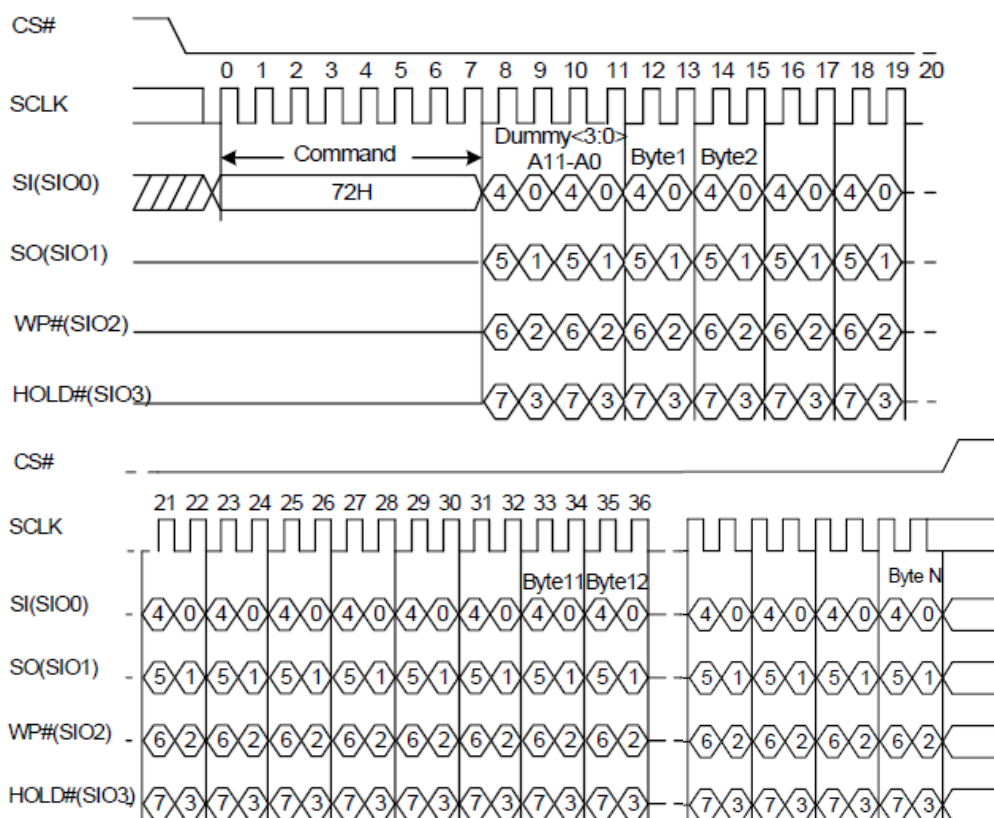 CS#
0 1 2 3 4 5 6 7 8 9 10 11 12 13 14 15 16 17 18 19 20
SCLK
Dummy<3:0>
Command A11-A0 Byte1 Byte2
SI(SIO0) 72H 4 0 4 0 4 0 4 0 4 0 4 0
SO(SIO1) 5 1 5 1 5 1 5 1 5 1 5 1
WP#(SIO2) 6 2 6 2 6 2 6 2 6 2 6 2
HOLD#(SIO3) 7 3 7 3 7 3 7 3 7 3 7 3
CS#
21 22 23 24 25 26 27 28 29 30 31 32 33 34 35 36
SCLK
Byte11 Byte12 Byte N
SI(SIO0) 4 0 4 0 4 0 4 0 4 0 4 0 4 0 4 0 4 0 4 0 4 0 4 0
SO(SIO1) 5 1 5 1 5 1 5 1 5 1 5 1 5 1 5 1 5 1 5 1 5 1 5 1
WP#(SIO2) 6 2 6 2 6 2 6 2 6 2 6 2 6 2 6 2 6 2 6 2 6 2 6 2
HOLD#(SIO3) 7 3 7 3 7 3 7 3 7 3 7 3 7 3 7 3 7 3 7 3 7 3 7 3